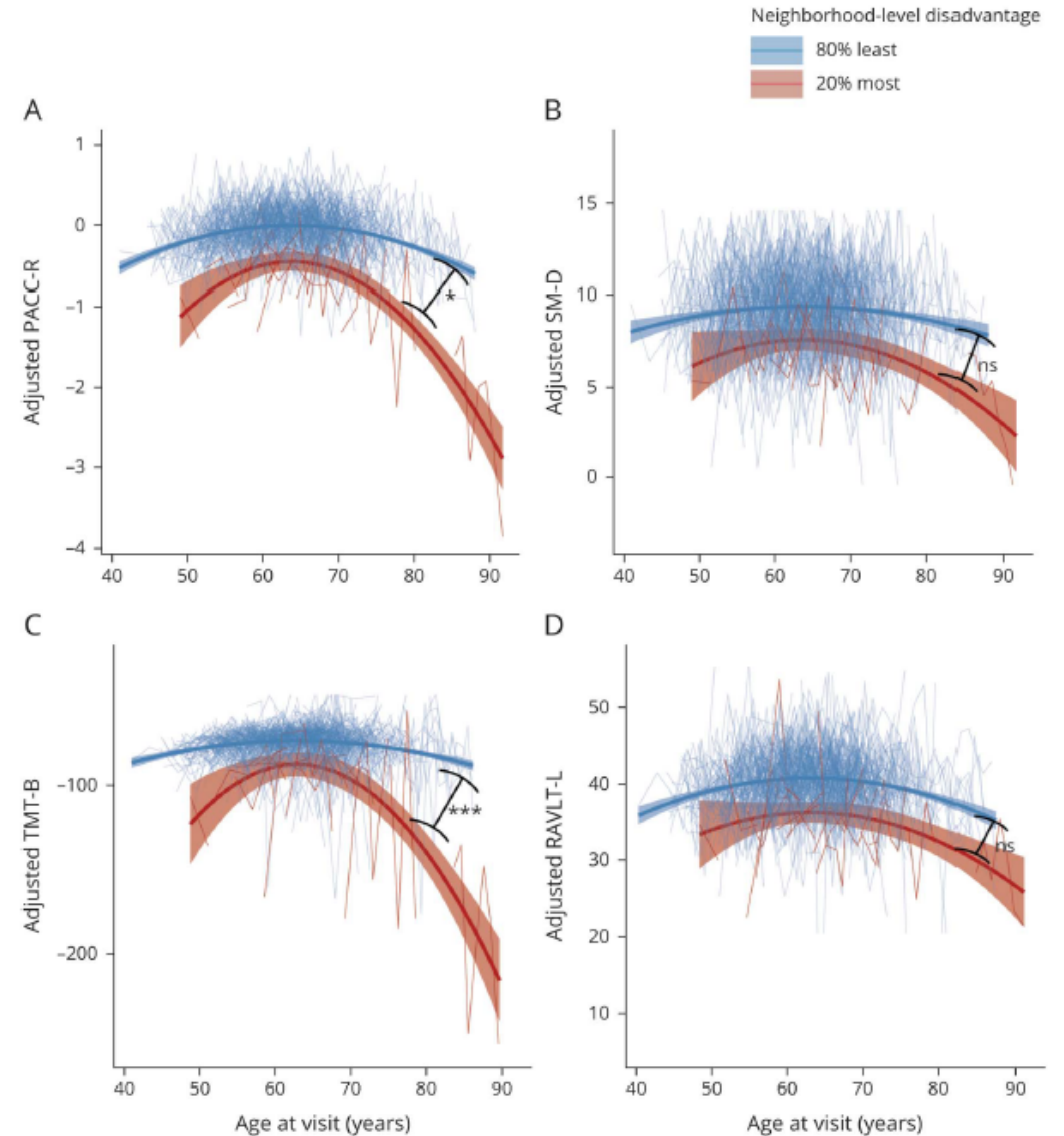 Neighborhood-level disadvantage
80% least
20% most
A
Adjusted PACC-R
1
0
–1
–2
–3
–4
40 50 60 70 80 90
*
B
Adjusted SM-D
15
10
5
0
40 50 60 70 80 90
ns
C
Adjusted TMT-B
–100
–200
40 50 60 70 80 90
Age at visit (years)
***
D
Adjusted RAVLT-L
50
40
30
20
10
40 50 60 70 80 90
Age at visit (years)
ns